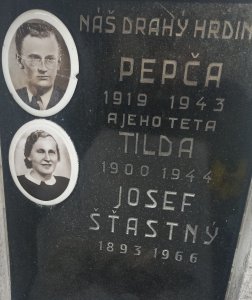 NÁŠ DRAHÝ HRDIN
PEPČA
1919 1943
A JEHO TETA
TILDA
1900 1944
JOSEF
ŠŤASTNÝ
1893 1966